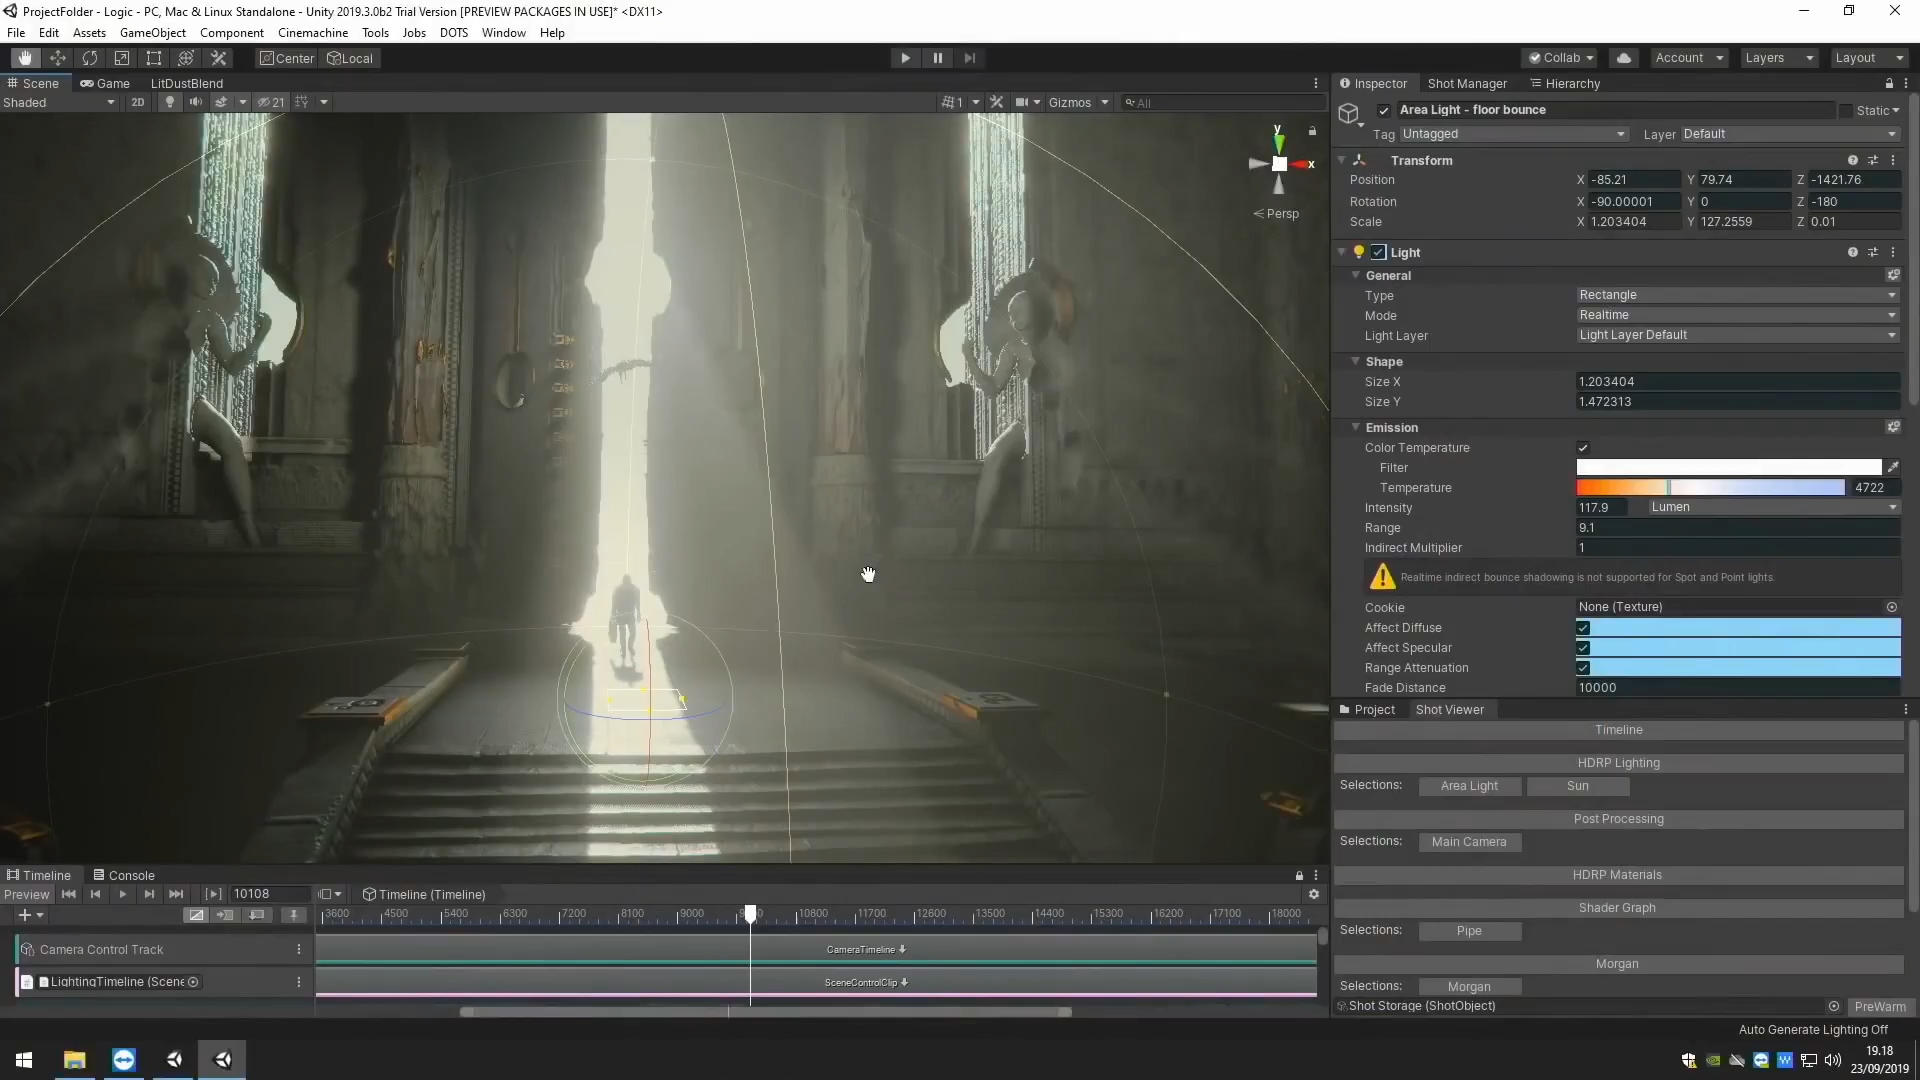 ProjectFolder - Logic - PC, Mac & Linux Standalone - Unity 2019.3.0b2 Trial Version [PREVIEW PACKAGES IN USE]* <DX11>
File Edit Assets GameObject Component Cinemachine Tools Jobs DOTS Window Help
Center Local Collab Account Layers Layout
Scene Game LitDustBlend
Shaded 2D 21 1 Gizmos All
y
x
Persp
Inspector Shot Manager Hierarchy
Area Light - floor bounce Static
Tag Untagged Layer Default
Transform
Position X -85.21 Y 79.74 Z -1421.76
Rotation X -90.00001 Y 0 Z -180
Scale X 1.203404 Y 127.2559 Z 0.01
Light
General
Type Rectangle
Mode Realtime
Light Layer Light Layer Default
Shape
Size X 1.203404
Size Y 1.472313
Emission
Color Temperature
Filter
Temperature 4722
Intensity 117.9 Lumen
Range 9.1
Indirect Multiplier 1
Realtime indirect bounce shadowing is not supported for Spot and Point lights.
Cookie None (Texture)
Affect Diffuse
Affect Specular
Range Attenuation
Fade Distance 10000
Project Shot Viewer
Timeline
HDRP Lighting
Selections: Area Light Sun
Post Processing
Selections: Main Camera
HDRP Materials
Shader Graph
Selections: Pipe
Morgan
Selections: Morgan
Shot Storage (ShotObject) PreWarm
Timeline Console
Preview 10108 Timeline (Timeline)
3600 4500 5400 6300 7200 8100 9000 10800 11700 12600 13500 14400 15300 16200 17100 18000
Camera Control Track CameraTimeline
LightingTimeline (Scene SceneControlClip
Auto Generate Lighting Off
19.18
23/09/2019